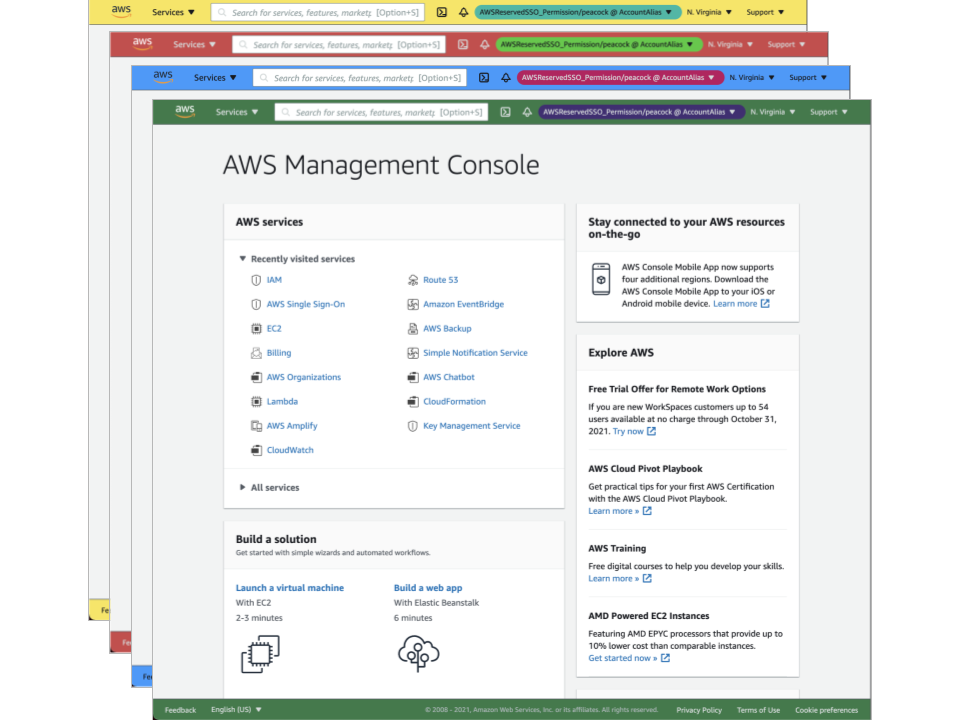 aws Services ▼ Search for services, features, marketp [Option+S] AWSReservedSSO_Permission/peacock @ AccountAlias ▼ N. Virginia ▼ Support ▼
aws Services ▼ Search for services, features, marketp [Option+S] AWSReservedSSO_Permission/peacock @ AccountAlias ▼ N. Virginia ▼ Support ▼
aws Services ▼ Search for services, features, marketp [Option+S] AWSReservedSSO_Permission/peacock @ AccountAlias ▼ N. Virginia ▼ Support ▼
aws Services ▼ Search for services, features, marketp [Option+S] AWSReservedSSO_Permission/peacock @ AccountAlias ▼ N. Virginia ▼ Support ▼
AWS Management Console
AWS services
▼ Recently visited services
IAM
AWS Single Sign-On
EC2
Billing
AWS Organizations
Lambda
AWS Amplify
CloudWatch
Route 53
Amazon EventBridge
AWS Backup
Simple Notification Service
AWS Chatbot
CloudFormation
Key Management Service
▶ All services
Build a solution
Get started with simple wizards and automated workflows.
Launch a virtual machine
With EC2
2-3 minutes
Build a web app
With Elastic Beanstalk
6 minutes
Stay connected to your AWS resources
on-the-go
AWS Console Mobile App now supports
four additional regions. Download the
AWS Console Mobile App to your iOS or
Android mobile device. Learn more
Explore AWS
Free Trial Offer for Remote Work Options
If you are new WorkSpaces customers up to 54
users available at no charge through October 31,
2021. Try now
AWS Cloud Pivot Playbook
Get practical tips for your first AWS Certification
with the AWS Cloud Pivot Playbook.
Learn more »
AWS Training
Free digital courses to help you develop your skills.
Learn more »
AMD Powered EC2 Instances
Featuring AMD EPYC processors that provide up to
10% lower cost than comparable instances.
Get started now »
Fe
Fe
Fe
Feedback English (US) ▼ © 2008 - 2021, Amazon Web Services, Inc. or its affiliates. All rights reserved. Privacy Policy Terms of Use Cookie preferences